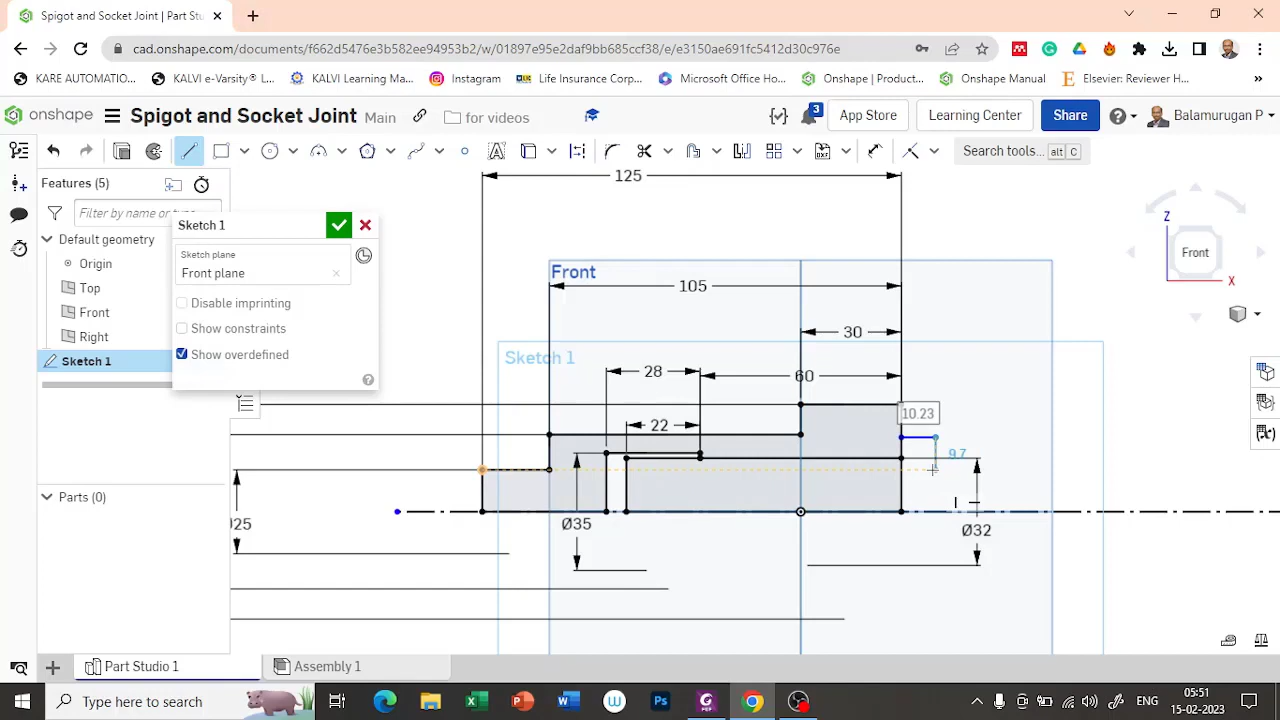 Spigot and Socket Joint | Part St
cad.onshape.com/documents/f662d5476e3b582ee94953b2/w/01897e95e2daf9bb685ccf38/e/e3150ae691fc5412d30c976e
KARE AUTOMATIO...
KALVI e-Varsity® L...
KALVI Learning Ma...
Instagram
Life Insurance Corp...
Microsoft Office Ho...
Onshape | Product...
Onshape Manual
Elsevier: Reviewer H...
»
onshape
Spigot and Socket Joint
Main
for videos
3
App Store
Learning Center
Share
Balamurugan P
Search tools...
alt
C
Features (5)
Filter by name or type
Default geometry
Origin
Top
Front
Right
Sketch 1
Sketch 1
Sketch plane
Front plane
Disable imprinting
Show constraints
Show overdefined
Parts (0)
125
Front
105
30
Sketch 1
28
60
22
10.23
9.7
Ø25
Ø35
Ø32
Z
Front
X
Part Studio 1
Assembly 1
Type here to search
ENG
05:51
15-02-2023